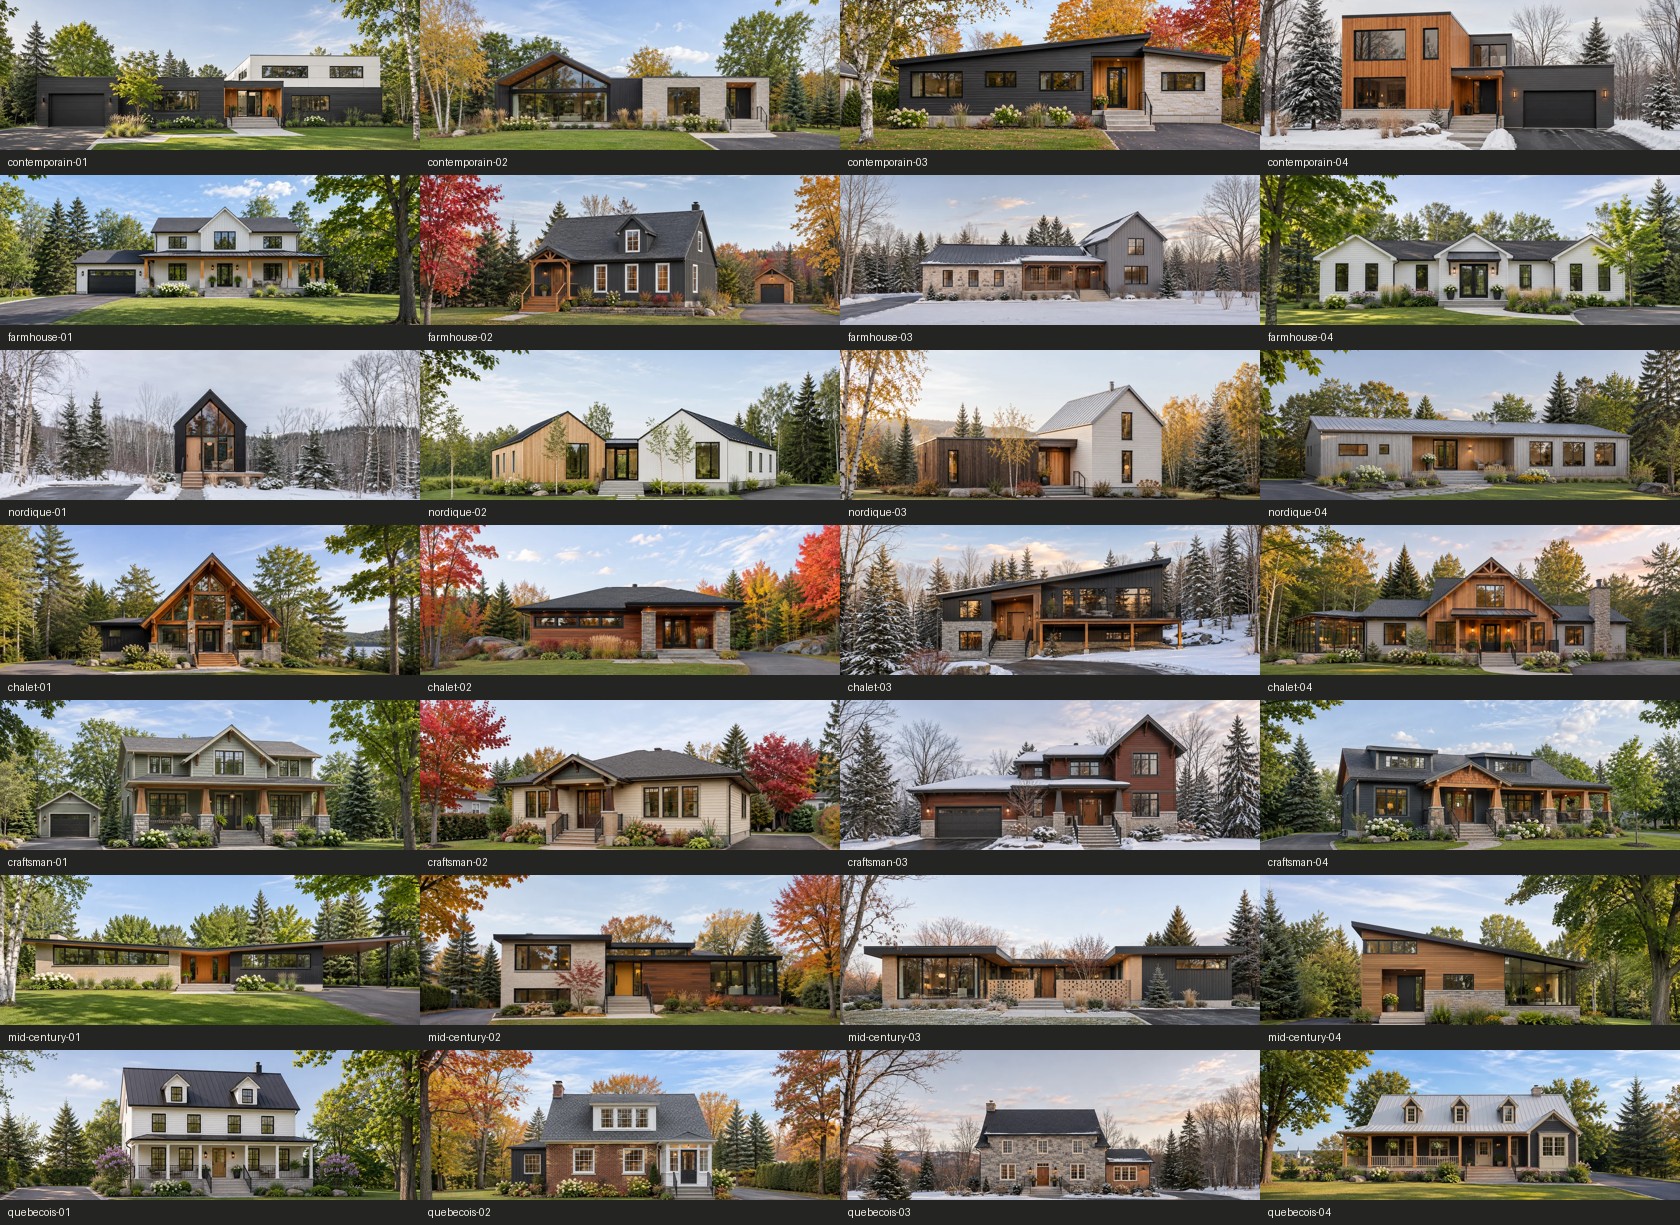 contemporain-01
contemporain-02
contemporain-03
contemporain-04
farmhouse-01
farmhouse-02
farmhouse-03
farmhouse-04
nordique-01
nordique-02
nordique-03
nordique-04
chalet-01
chalet-02
chalet-03
chalet-04
craftsman-01
craftsman-02
craftsman-03
craftsman-04
mid-century-01
mid-century-02
mid-century-03
mid-century-04
quebecois-01
quebecois-02
quebecois-03
quebecois-04